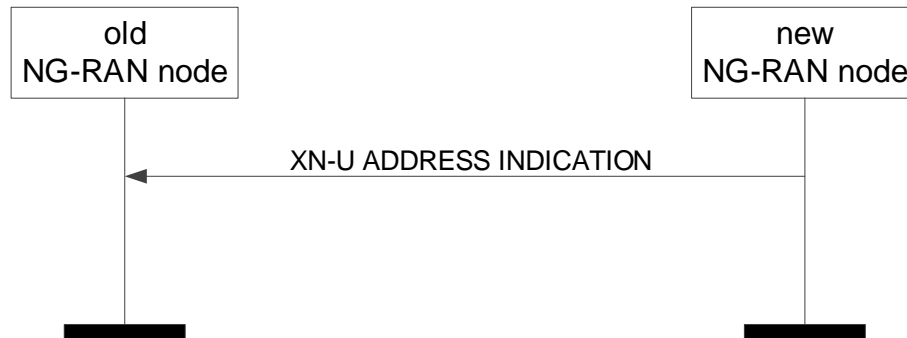 old
NG-RAN node
new
NG-RAN node
XN-U ADDRESS INDICATION